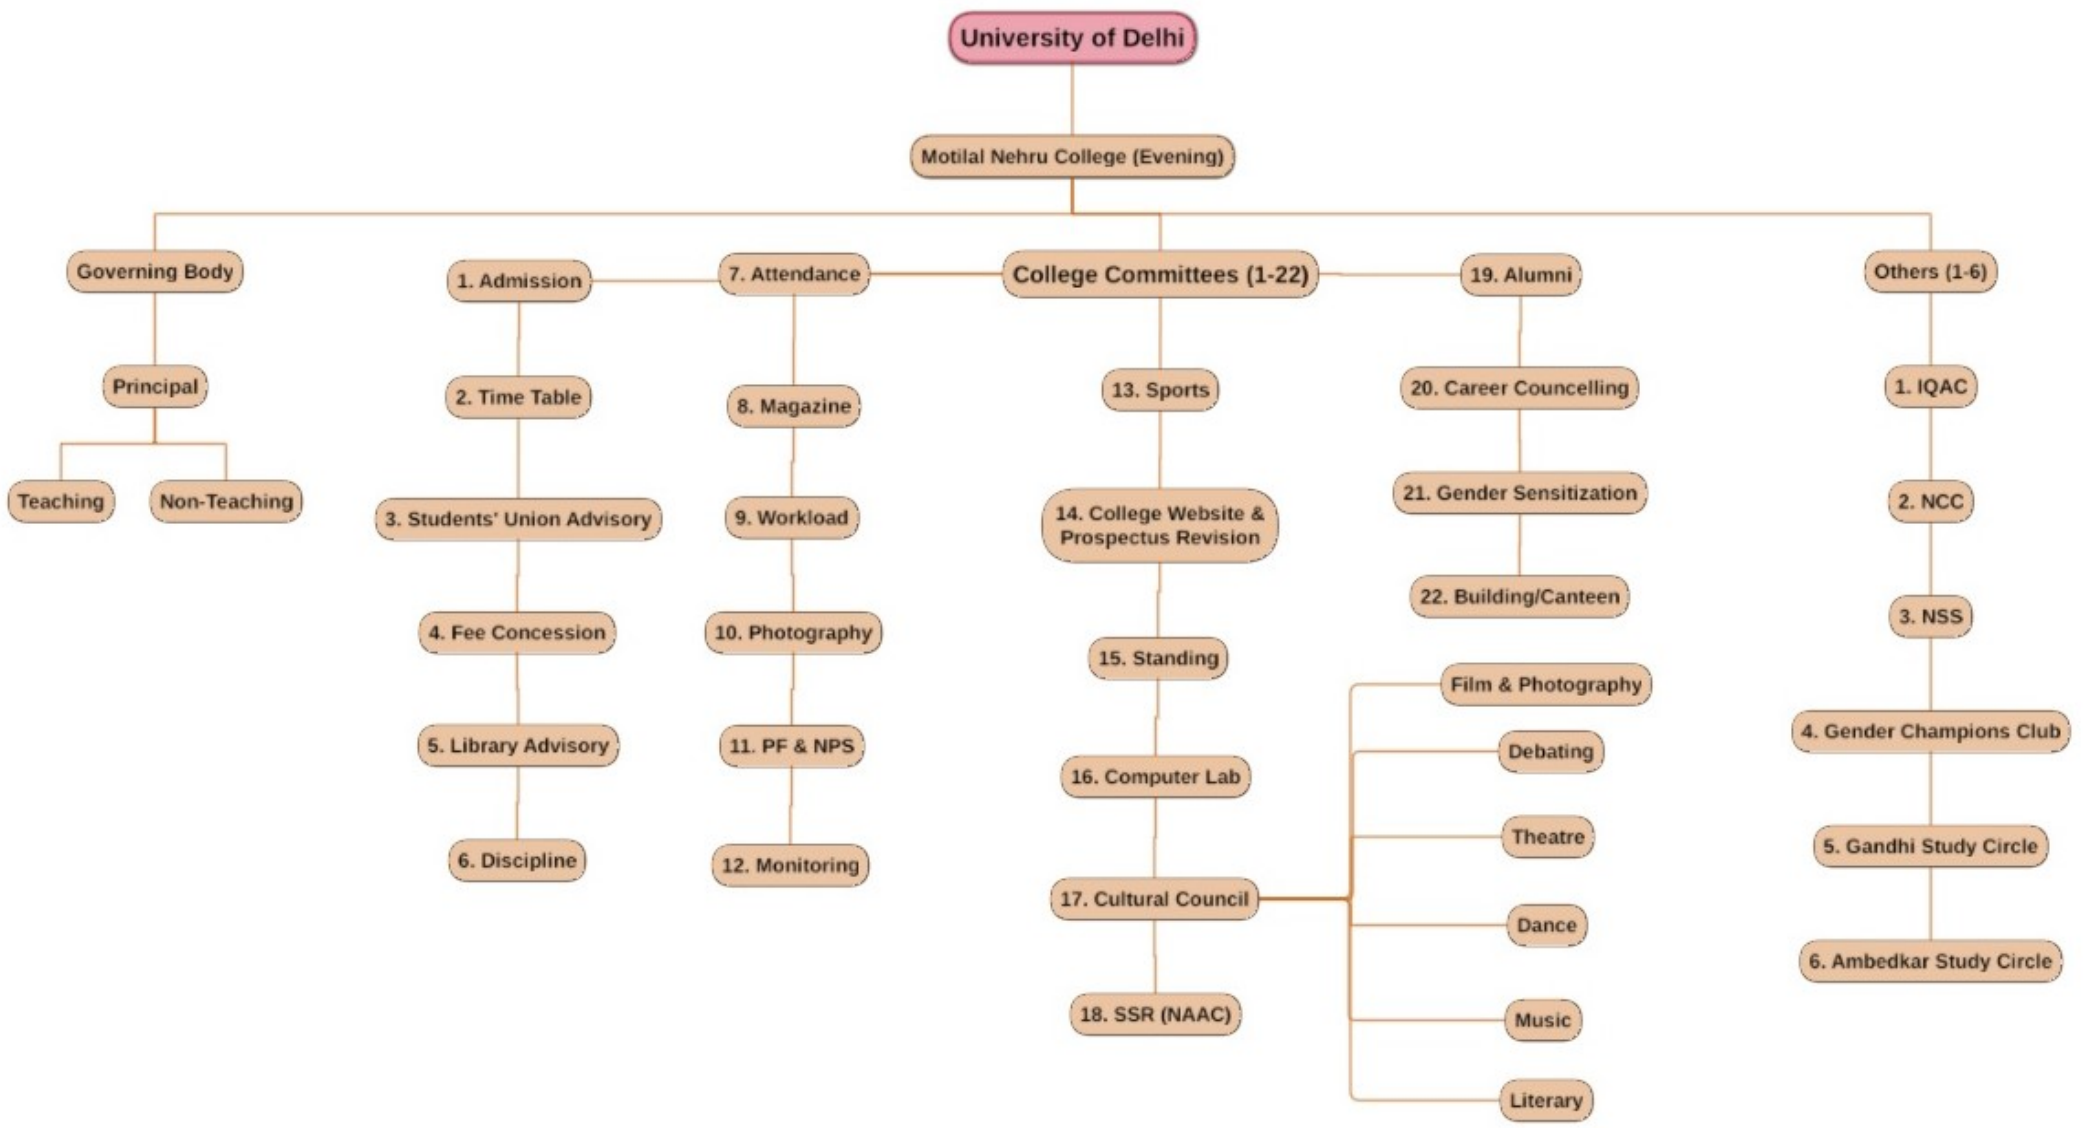 University of Delhi
Motilal Nehru College (Evening)
Governing Body
Principal
Teaching
Non-Teaching
College Committees (1-22)
1. Admission
2. Time Table
3. Students' Union Advisory
4. Fee Concession
5. Library Advisory
6. Discipline
7. Attendance
8. Magazine
9. Workload
10. Photography
11. PF & NPS
12. Monitoring
13. Sports
14. College Website &
Prospectus Revision
15. Standing
16. Computer Lab
17. Cultural Council
18. SSR (NAAC)
Film & Photography
Debating
Theatre
Dance
Music
Literary
19. Alumni
20. Career Councelling
21. Gender Sensitization
22. Building/Canteen
Others (1-6)
1. IQAC
2. NCC
3. NSS
4. Gender Champions Club
5. Gandhi Study Circle
6. Ambedkar Study Circle